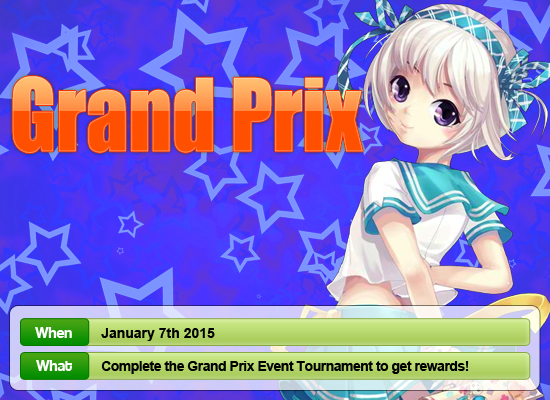 Grand Prix
When January 7th 2015
What Complete the Grand Prix Event Tournament to get rewards!